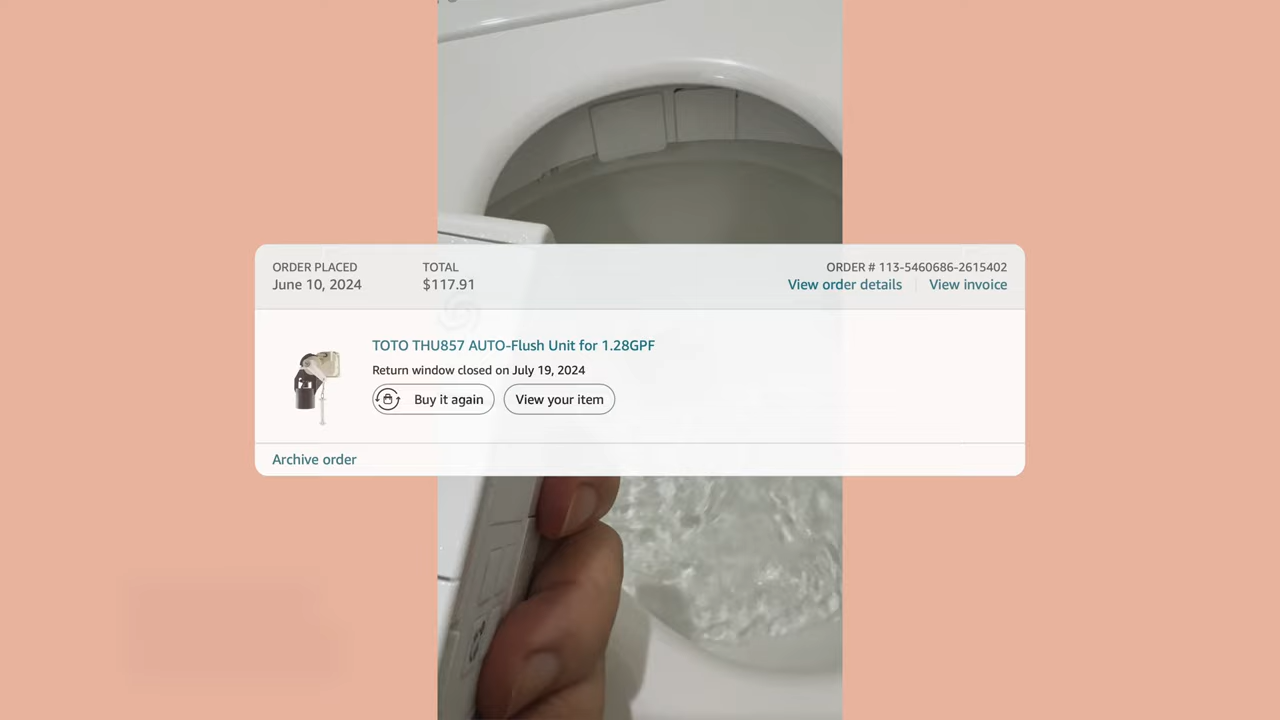 ORDER PLACED
June 10, 2024
TOTAL
$117.91
ORDER # 113-5460686-2615402
View order details
View invoice
TOTO THU857 AUTO-Flush Unit for 1.28GPF
Return window closed on July 19, 2024
Buy it again
View your item
Archive order